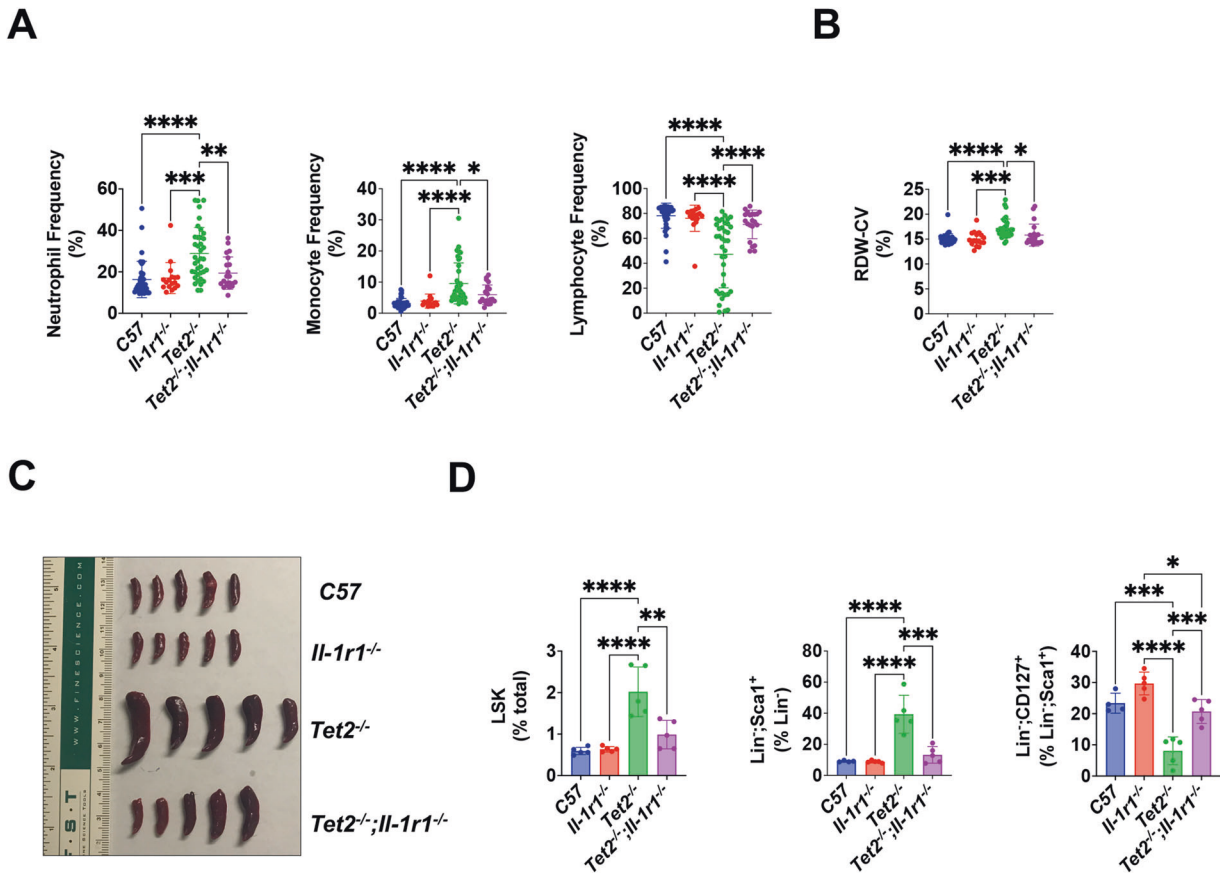 A
B
Neutrophil Frequency
(%)
60
40
20
0
****
***
**
C57
Il-1r1-/-
Tet2-/-
Tet2-/-;Il-1r1-/-
Monocyte Frequency
(%)
40
30
20
10
0
****
*
****
C57
Il-1r1-/-
Tet2-/-
Tet2-/-;Il-1r1-/-
Lymphocyte Frequency
(%)
100
80
60
40
20
0
****
****
****
C57
Il-1r1-/-
Tet2-/-
Tet2-/-;Il-1r1-/-
RDW-CV
(%)
25
20
15
10
5
0
****
*
***
C57
Il-1r1-/-
Tet2-/-
Tet2-/-;Il-1r1-/-
C
D
WWW.FINESCIENCE.COM
F·S·T
C57
Il-1r1-/-
Tet2-/-
Tet2-/-;Il-1r1-/-
LSK
(% total)
3
2
1
0
****
**
****
C57
Il-1r1-/-
Tet2-/-
Tet2-/-;Il-1r1-/-
Lin-;Sca1+
(% Lin-)
80
60
40
20
0
****
***
****
C57
Il-1r1-/-
Tet2-/-
Tet2-/-;Il-1r1-/-
Lin-;CD127+
(% Lin-;Sca1+)
40
30
20
10
0
*
***
***
****
C57
Il-1r1-/-
Tet2-/-
Tet2-/-;Il-1r1-/-